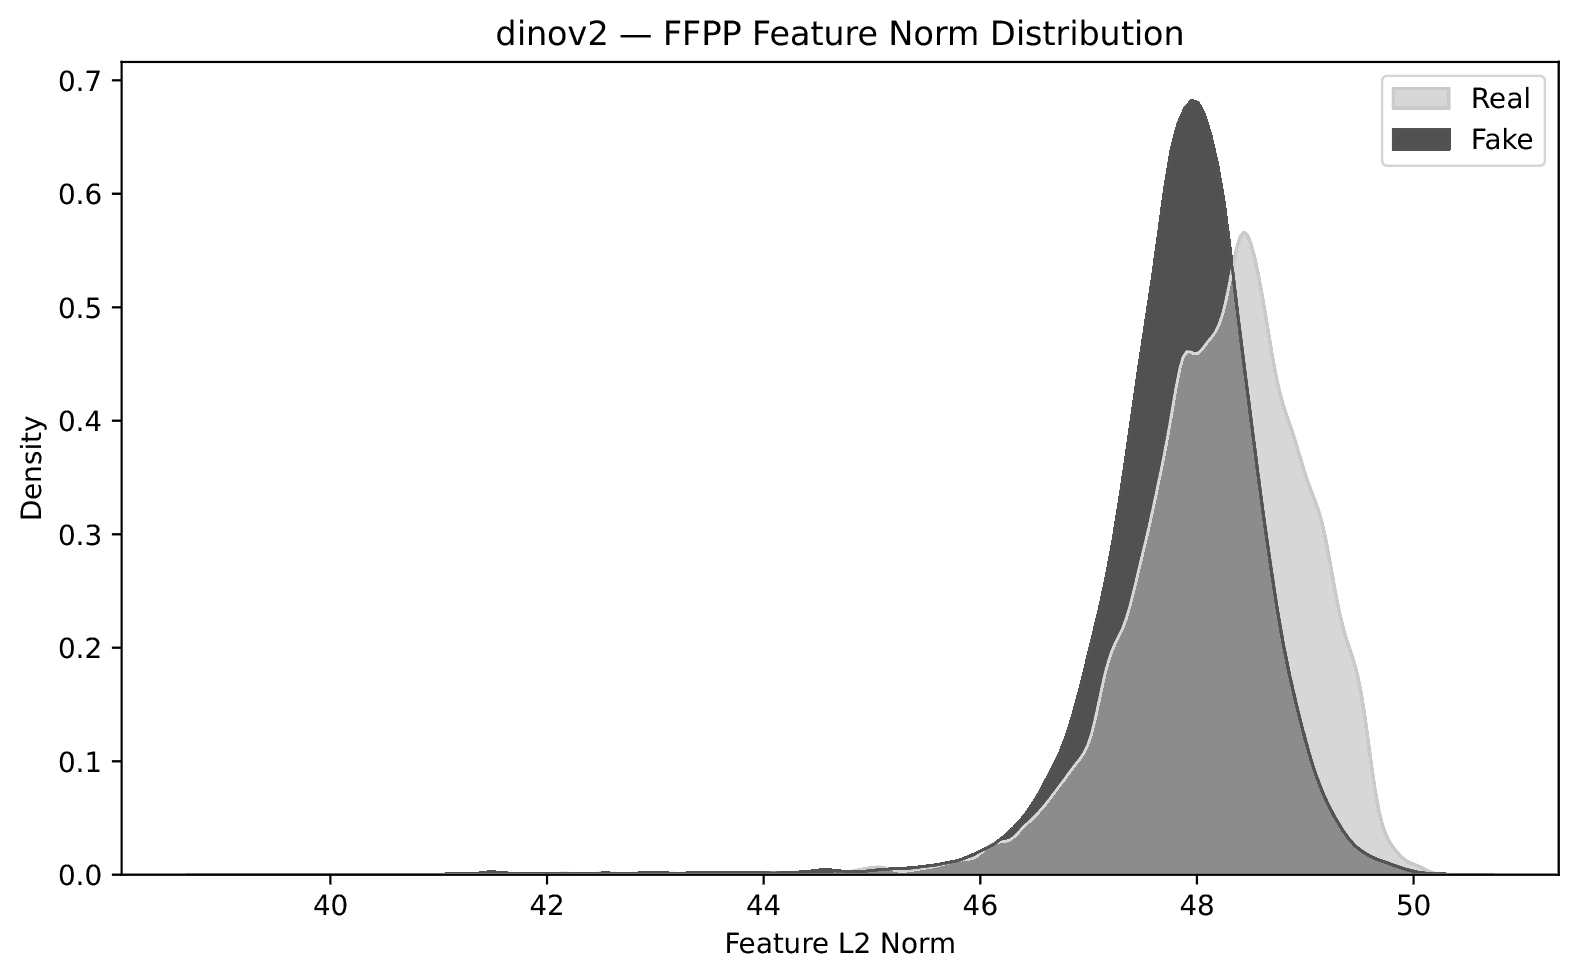 dinov2 — FFPP Feature Norm Distribution
Real
Fake
Density
0.7
0.6
0.5
0.4
0.3
0.2
0.1
0.0
40 42 44 46 48 50
Feature L2 Norm